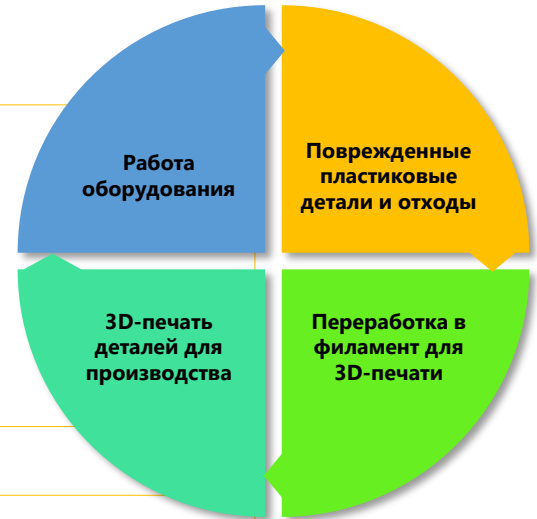 Работа
оборудования
Поврежденные
пластиковые
детали и отходы
3D-печать
деталей для
производства
Переработка в
филамент для
3D-печати